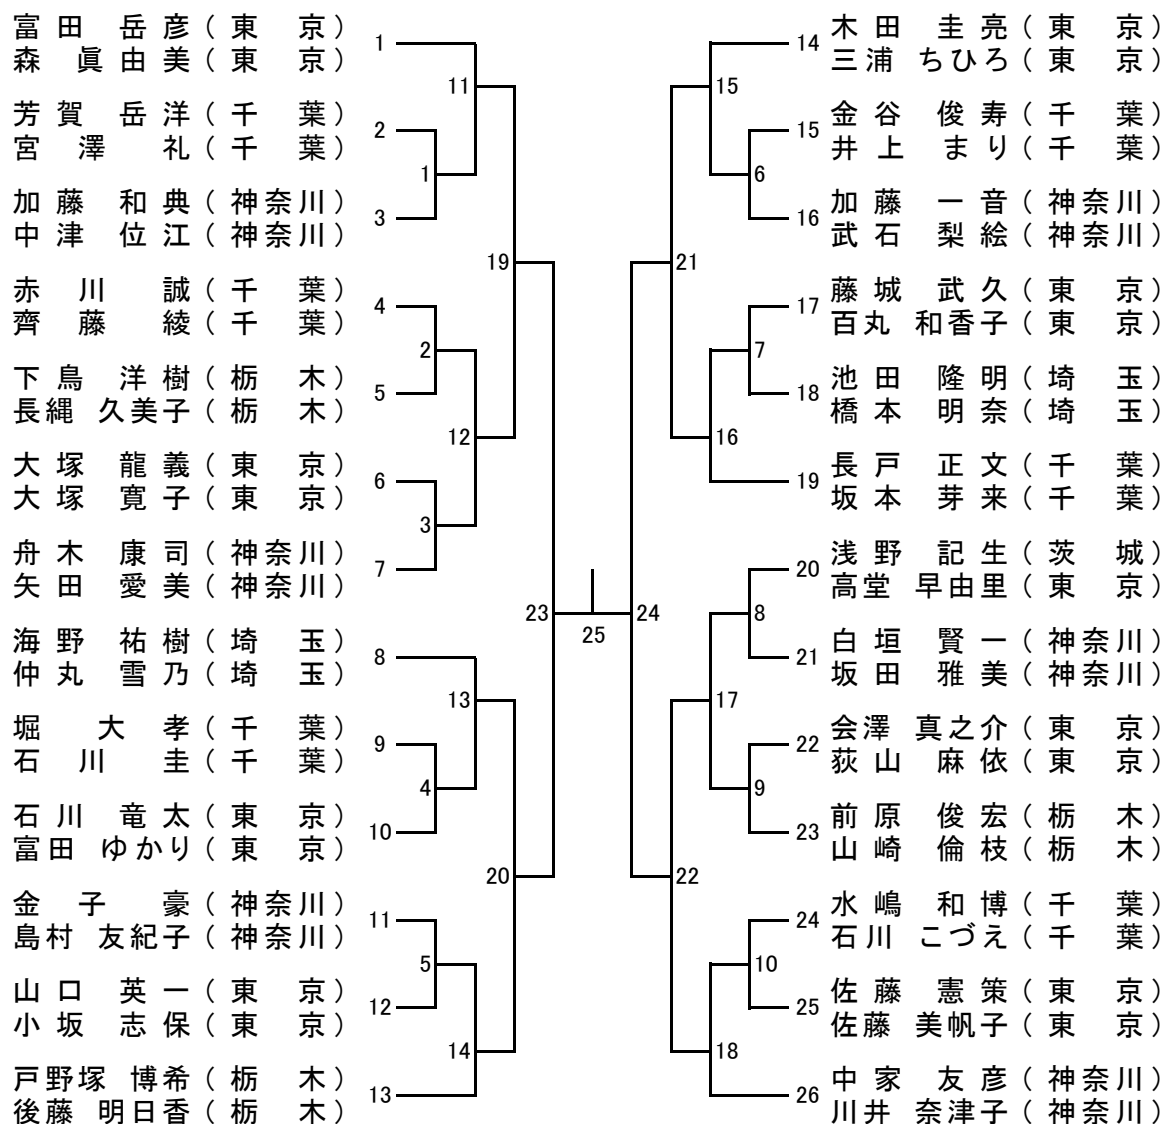 富田 岳彦（東 京）
森 眞由美（東 京）
1
芳賀 岳洋（千 葉）
宮澤 礼（千 葉）
2
加藤 和典（神奈川）
中津 位江（神奈川）
3
赤川 誠（千 葉）
齊藤 綾（千 葉）
4
下鳥 洋樹（栃 木）
長縄 久美子（栃 木）
5
大塚 龍義（東 京）
大塚 寛子（東 京）
6
舟木 康司（神奈川）
矢田 愛美（神奈川）
7
海野 祐樹（埼 玉）
仲丸 雪乃（埼 玉）
8
堀 大孝（千 葉）
石川 圭（千 葉）
9
石川 竜太（東 京）
富田 ゆかり（東 京）
10
金子 豪（神奈川）
島村 友紀子（神奈川）
11
山口 英一（東 京）
小坂 志保（東 京）
12
戸野塚 博希（栃 木）
後藤 明日香（栃 木）
13
11
1
19
2
12
3
23
13
4
20
5
14
25
15
6
21
7
16
24
8
17
9
22
10
18
14
木田 圭亮（東 京）
三浦 ちひろ（東 京）
15
金谷 俊寿（千 葉）
井上 まり（千 葉）
16
加藤 一音（神奈川）
武石 梨絵（神奈川）
17
藤城 武久（東 京）
百丸 和香子（東 京）
18
池田 隆明（埼 玉）
橋本 明奈（埼 玉）
19
長戸 正文（千 葉）
坂本 芽来（千 葉）
20
浅野 記生（茨 城）
高堂 早由里（東 京）
21
白垣 賢一（神奈川）
坂田 雅美（神奈川）
22
会澤 真之介（東 京）
荻山 麻依（東 京）
23
前原 俊宏（栃 木）
山崎 倫枝（栃 木）
24
水嶋 和博（千 葉）
石川 こづえ（千 葉）
25
佐藤 憲策（東 京）
佐藤 美帆子（東 京）
26
中家 友彦（神奈川）
川井 奈津子（神奈川）